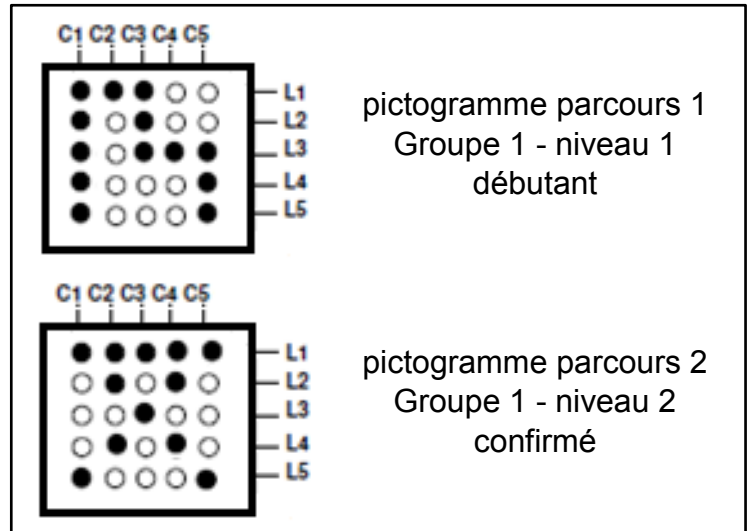 C1 C2 C3 C4 C5
L1
L2
L3
L4
L5
pictogramme parcours 1
Groupe 1 - niveau 1
débutant
C1 C2 C3 C4 C5
L1
L2
L3
L4
L5
pictogramme parcours 2
Groupe 1 - niveau 2
confirmé